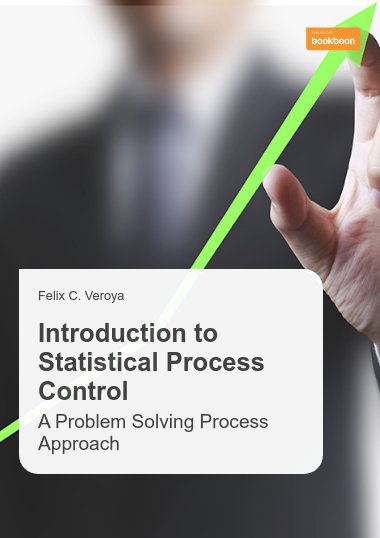 bookboon
Felix C. Veroya
Introduction to
Statistical Process
Control
A Problem Solving Process
Approach